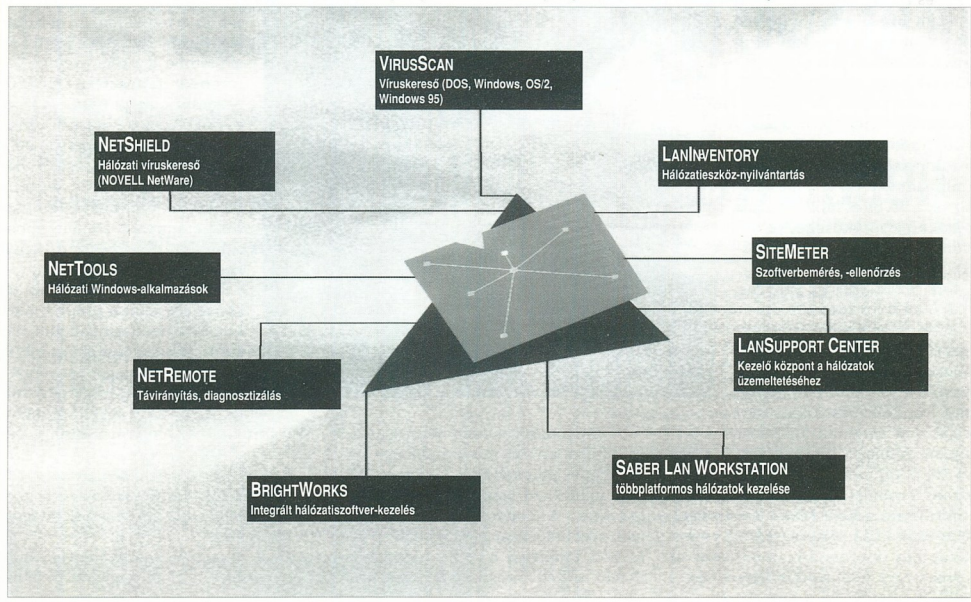 VIRUSSCAN
Víruskereső (DOS, Windows, OS/2,
Windows 95)
NETSHIELD
Hálózati víruskereső
(NOVELL NetWare)
LANINVENTORY
Hálózatieszköz-nyilvántartás
NETTOOLS
Hálózati Windows-alkalmazások
SITEMETER
Szoftverbemérés, -ellenőrzés
NETREMOTE
Távirányítás, diagnosztizálás
LANSUPPORT CENTER
Kezelő központ a hálózatok
üzemeltetéséhez
BRIGHTWORKS
Integrált hálózatiszoftver-kezelés
SABER LAN WORKSTATION
többplatformos hálózatok kezelése